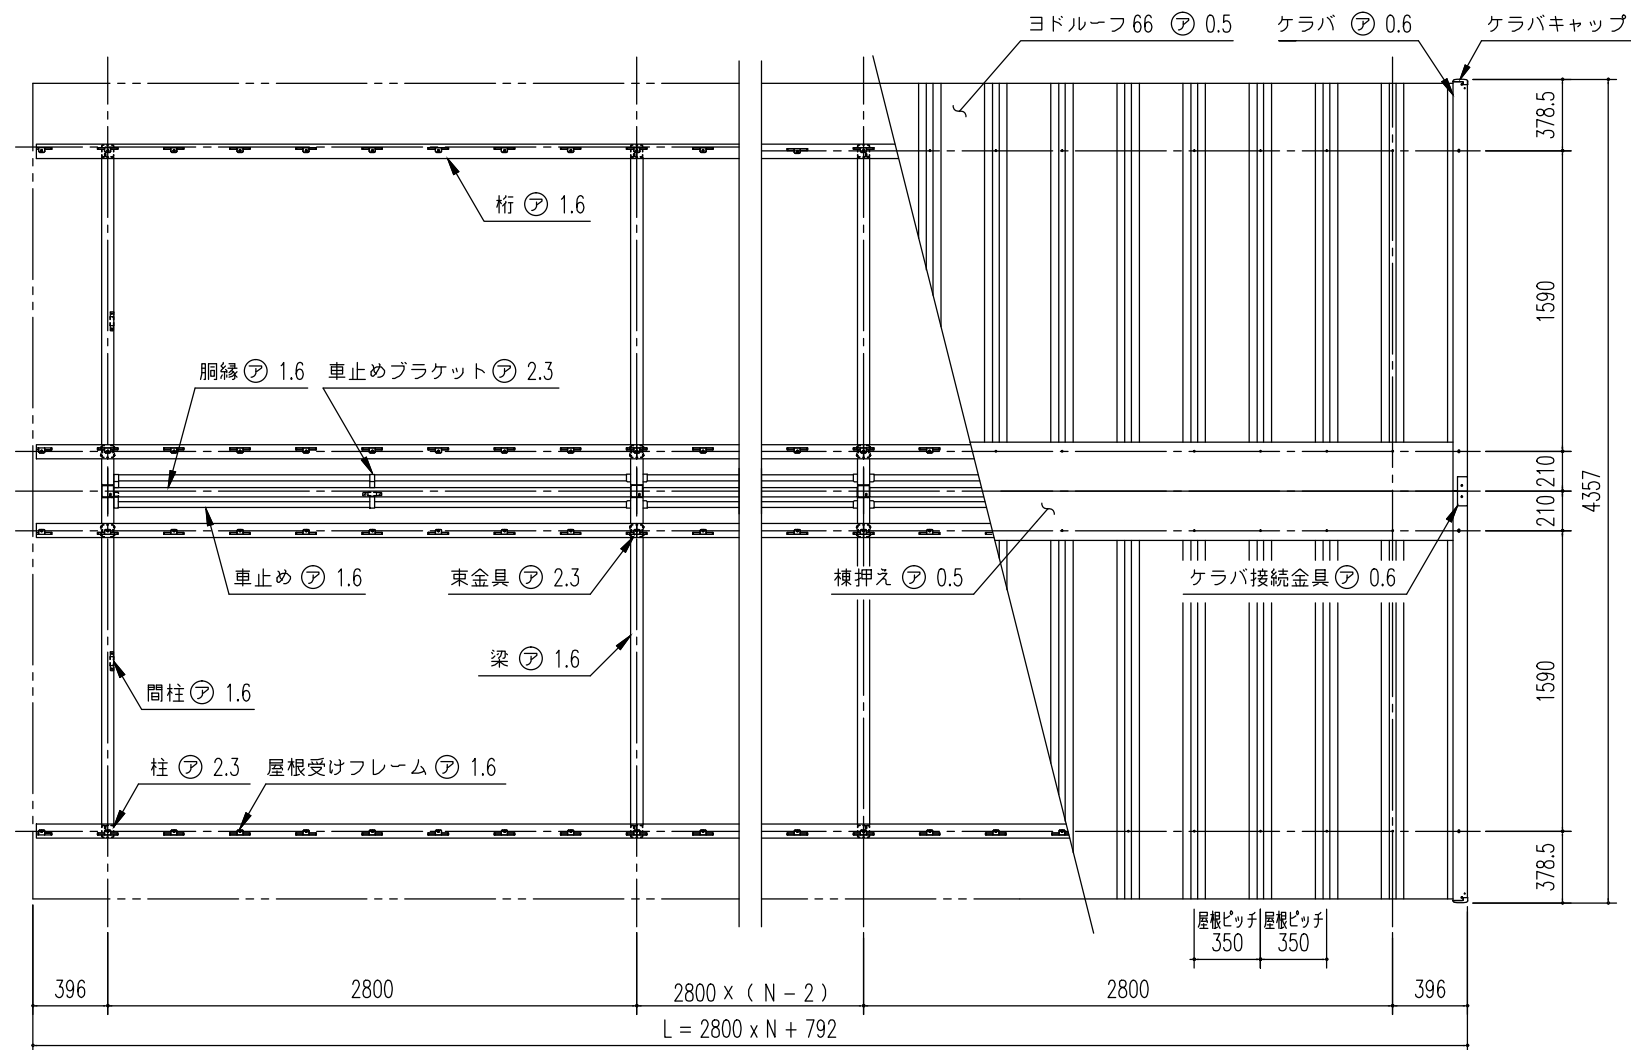 ヨドルーフ66 ㋐ 0.5
ケラバ ㋐ 0.6
ケラバキャップ
378.5
桁 ㋐ 1.6
1590
胴縁 ㋐ 1.6
車止めブラケット ㋐ 2.3
210
210
4357
車止め ㋐ 1.6
束金具 ㋐ 2.3
棟押え ㋐ 0.5
ケラバ接続金具 ㋐ 0.6
梁 ㋐ 1.6
間柱 ㋐ 1.6
1590
柱 ㋐ 2.3
屋根受けフレーム ㋐ 1.6
378.5
屋根ピッチ
350
屋根ピッチ
350
396
2800
2800 x ( N − 2 )
2800
396
L = 2800 x N + 792